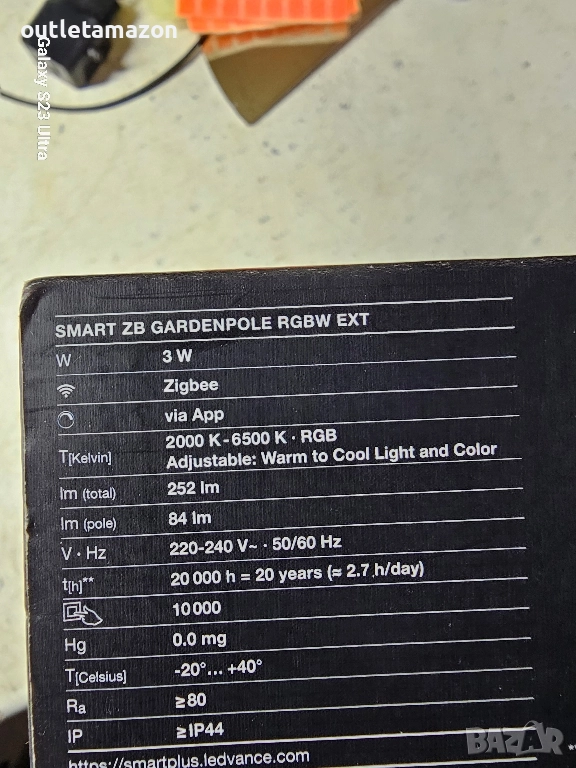 outletamazon
Galaxy S23 Ultra
SMART ZB GARDENPOLE RGBW EXT
W 3 W
Zigbee
via App
T[Kelvin] 2000 K-6500 K · RGB
Adjustable: Warm to Cool Light and Color
lm (total) 252 lm
lm (pole) 84 lm
V · Hz 220-240 V~ · 50/60 Hz
t[h]** 20 000 h = 20 years (≈ 2.7 h/day)
10 000
Hg 0.0 mg
T[Celsius] -20°... +40°
Ra ≥80
IP ≥IP44
https://smartplus.ledvance.com
**
BAZAR